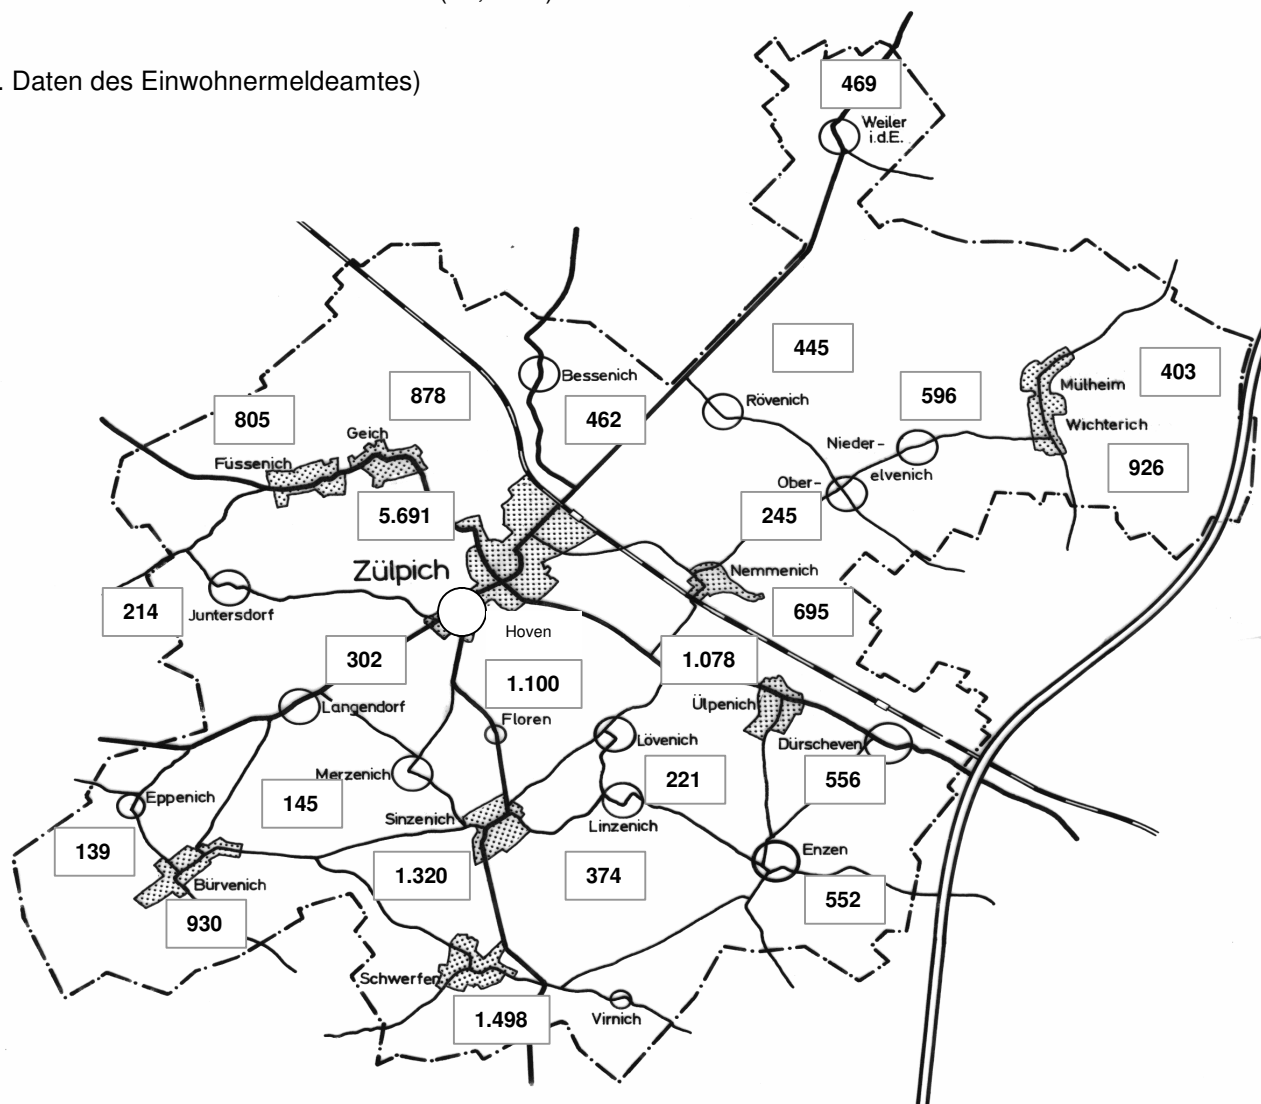 . Daten des Einwohnermeldeamtes)
469
Weiler
i.d.E.
445
403
Bessenich
878
596
Mülheim
805
462
Rövenich
Wichterich
Geich
Nieder-
elvenich
Füssenich
926
Ober-
5.691
245
Zülpich
Nemmenich
214
Juntersdorf
695
Hoven
302
1.078
1.100
Langendorf
Ülpenich
Floren
Lövenich
Dürscheven
Merzenich
221
556
Eppenich
145
Sinzenich
Linzenich
139
Enzen
1.320
374
Bürvenich
552
930
Schwerfen
1.498
Virnich